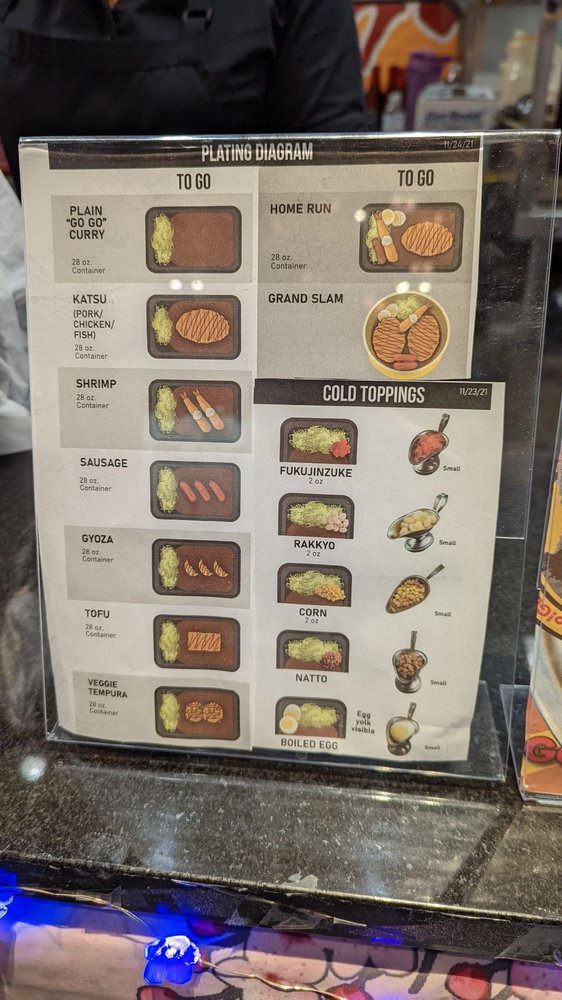 PLATING DIAGRAM
11/24/21
TO GO
PLAIN
"GO GO"
CURRY
28 oz.
Container
KATSU
(PORK/
CHICKEN/
FISH)
28 oz.
Container
SHRIMP
28 oz.
Container
SAUSAGE
28 oz.
Container
GYOZA
28 oz.
Container
TOFU
28 oz.
Container
VEGGIE
TEMPURA
28 oz.
Container
TO GO
HOME RUN
28 oz.
Container
GRAND SLAM
COLD TOPPINGS
11/23/21
FUKUJINZUKE
2 oz
Small
RAKKYO
2 oz
Small
CORN
2 oz
Small
NATTO
Small
BOILED EGG
Egg
yolk
visible
Small